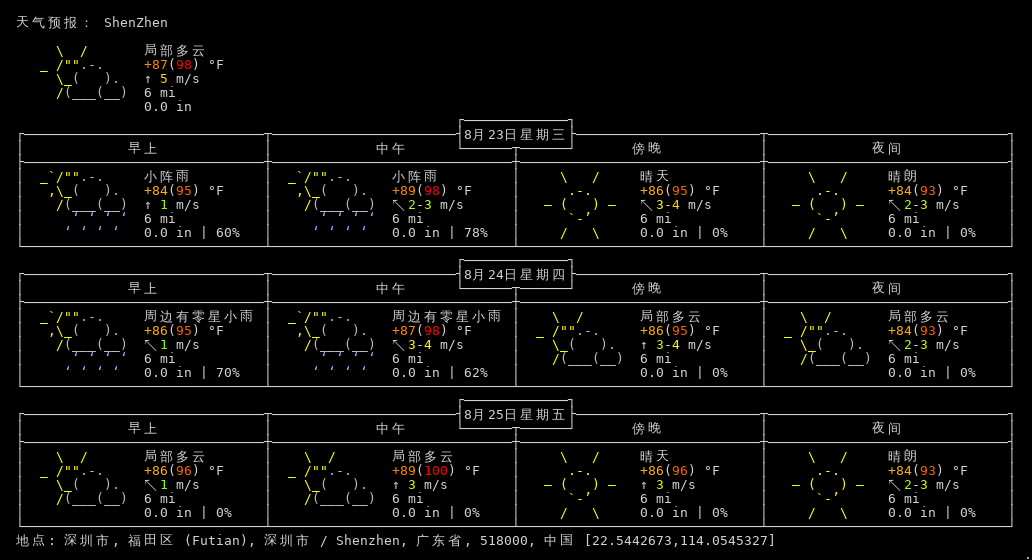 天气预报： ShenZhen
局部多云
+87(98) °F
↑ 5 m/s
6 mi
0.0 in
8月23日星期三
早上 中午 傍晚 夜间
小阵雨 小阵雨 晴天 晴朗
+84(95) °F +89(98) °F +86(95) °F +84(93) °F
↑ 1 m/s ↖ 2-3 m/s ↖ 3-4 m/s ↖ 2-3 m/s
6 mi 6 mi 6 mi 6 mi
0.0 in | 60% 0.0 in | 78% 0.0 in | 0% 0.0 in | 0%
8月24日星期四
早上 中午 傍晚 夜间
周边有零星小雨 周边有零星小雨 局部多云 局部多云
+86(95) °F +87(98) °F +86(95) °F +84(93) °F
↖ 1 m/s ↖ 3-4 m/s ↑ 3-4 m/s ↖ 2-3 m/s
6 mi 6 mi 6 mi 6 mi
0.0 in | 70% 0.0 in | 62% 0.0 in | 0% 0.0 in | 0%
8月25日星期五
早上 中午 傍晚 夜间
局部多云 局部多云 晴天 晴朗
+86(96) °F +89(100) °F +86(96) °F +84(93) °F
↖ 1 m/s ↑ 3 m/s ↑ 3 m/s ↖ 2-3 m/s
6 mi 6 mi 6 mi 6 mi
0.0 in | 0% 0.0 in | 0% 0.0 in | 0% 0.0 in | 0%
地点: 深圳市, 福田区 (Futian), 深圳市 / Shenzhen, 广东省, 518000, 中国 [22.5442673,114.0545327]